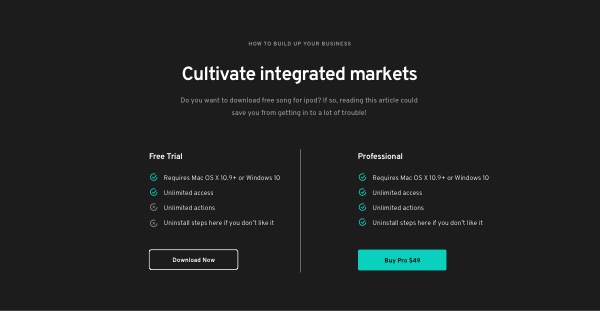 HOW TO BUILD UP YOUR BUSINESS
Cultivate integrated markets
Do you want to download free song for ipod? If so, reading this article could
save you from getting in to a lot of trouble!
Free Trial
Requires Mac OS X 10.9+ or Windows 10
Unlimited access
Unlimited actions
Uninstall steps here if you don't like it
Download Now
Professional
Requires Mac OS X 10.9+ or Windows 10
Unlimited access
Unlimited actions
Uninstall steps here if you don't like it
Buy Pro $49